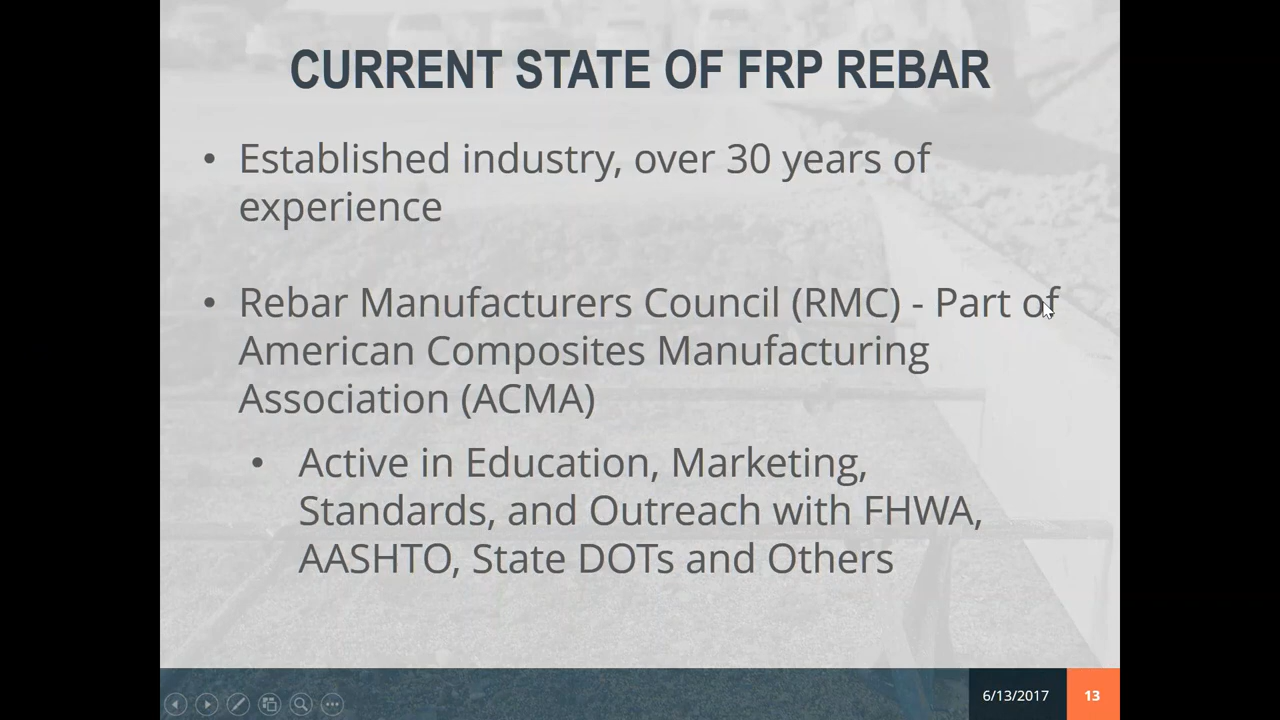 CURRENT STATE OF FRP REBAR
• Established industry, over 30 years of
experience
• Rebar Manufacturers Council (RMC) - Part of
American Composites Manufacturing
Association (ACMA)
• Active in Education, Marketing,
Standards, and Outreach with FHWA,
AASHTO, State DOTs and Others
6/13/2017
13